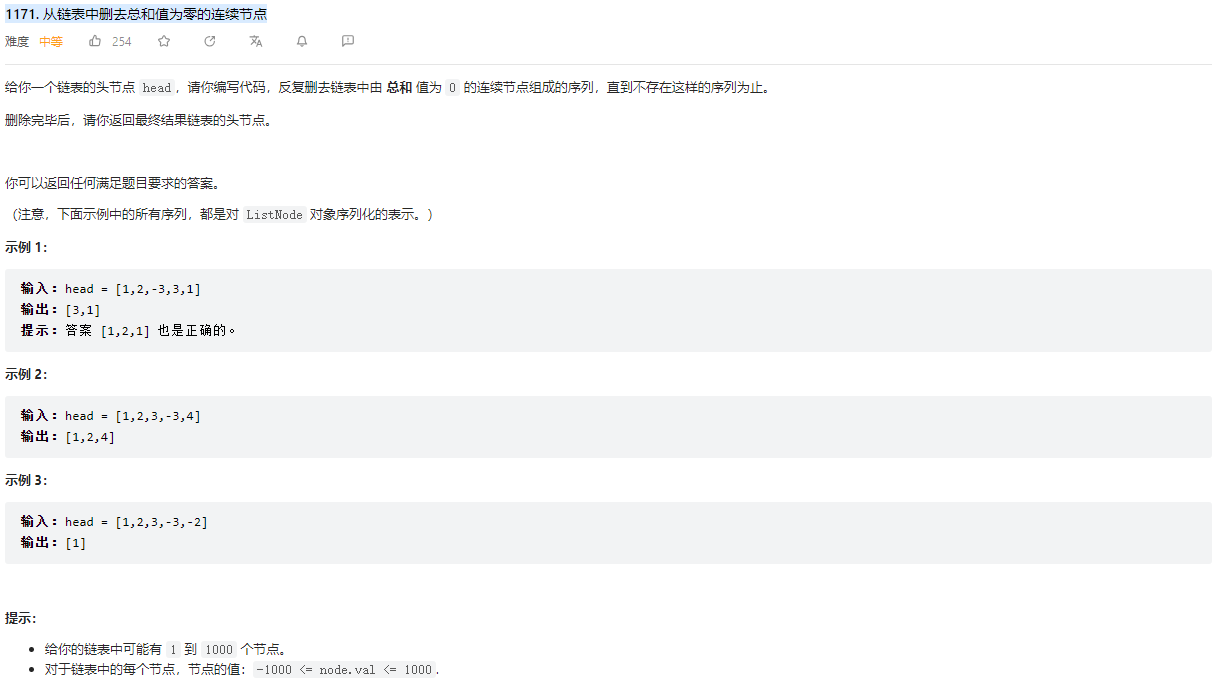 1171. 从链表中删去总和值为零的连续节点
难度 中等 254
给你一个链表的头节点 head，请你编写代码，反复删去链表中由 总和 值为 0 的连续节点组成的序列，直到不存在这样的序列为止。
删除完毕后，请你返回最终结果链表的头节点。
你可以返回任何满足题目要求的答案。
（注意，下面示例中的所有序列，都是对 ListNode 对象序列化的表示。）
示例 1：
输入：head = [1,2,-3,3,1]
输出：[3,1]
提示：答案 [1,2,1] 也是正确的。
示例 2：
输入：head = [1,2,3,-3,4]
输出：[1,2,4]
示例 3：
输入：head = [1,2,3,-3,-2]
输出：[1]
提示：
• 给你的链表中可能有 1 到 1000 个节点。
• 对于链表中的每个节点，节点的值：-1000 <= node.val <= 1000.